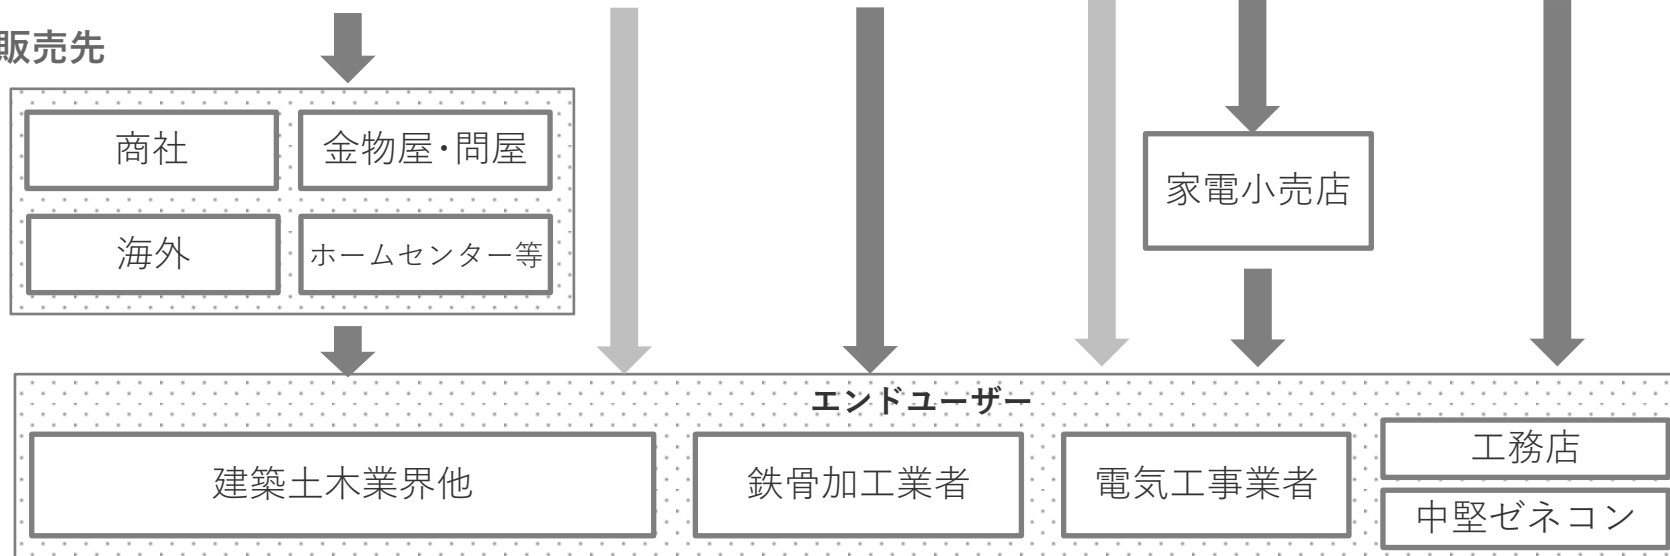 販売先
商社
金物屋・問屋
海外
ホームセンター等
家電小売店
エンドユーザー
建築土木業界他
鉄骨加工業者
電気工事業者
工務店
中堅ゼネコン